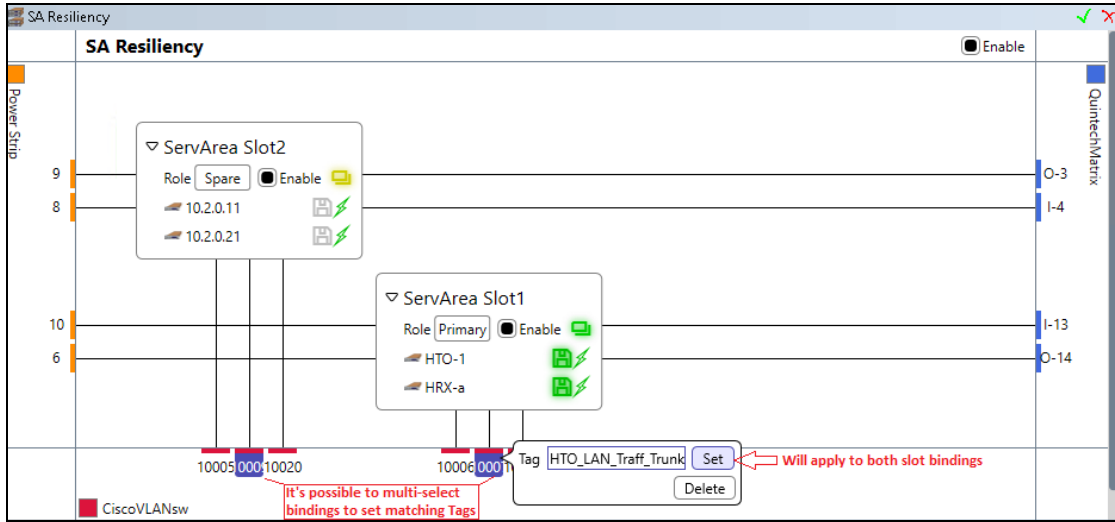 SA Resiliency
SA Resiliency
Enable
Power Strip
QuintechMatrix
ServArea Slot2
Role Spare Enable
9
O-3
8
10.2.0.11
I-4
10.2.0.21
ServArea Slot1
10
Role Primary Enable
I-13
6
HTO-1
O-14
HRX-a
10005
10020
10006
Tag HTO_LAN_Traff_Trunk Set
Will apply to both slot bindings
Delete
It's possible to multi-select
bindings to set matching Tags
CiscoVLANsw